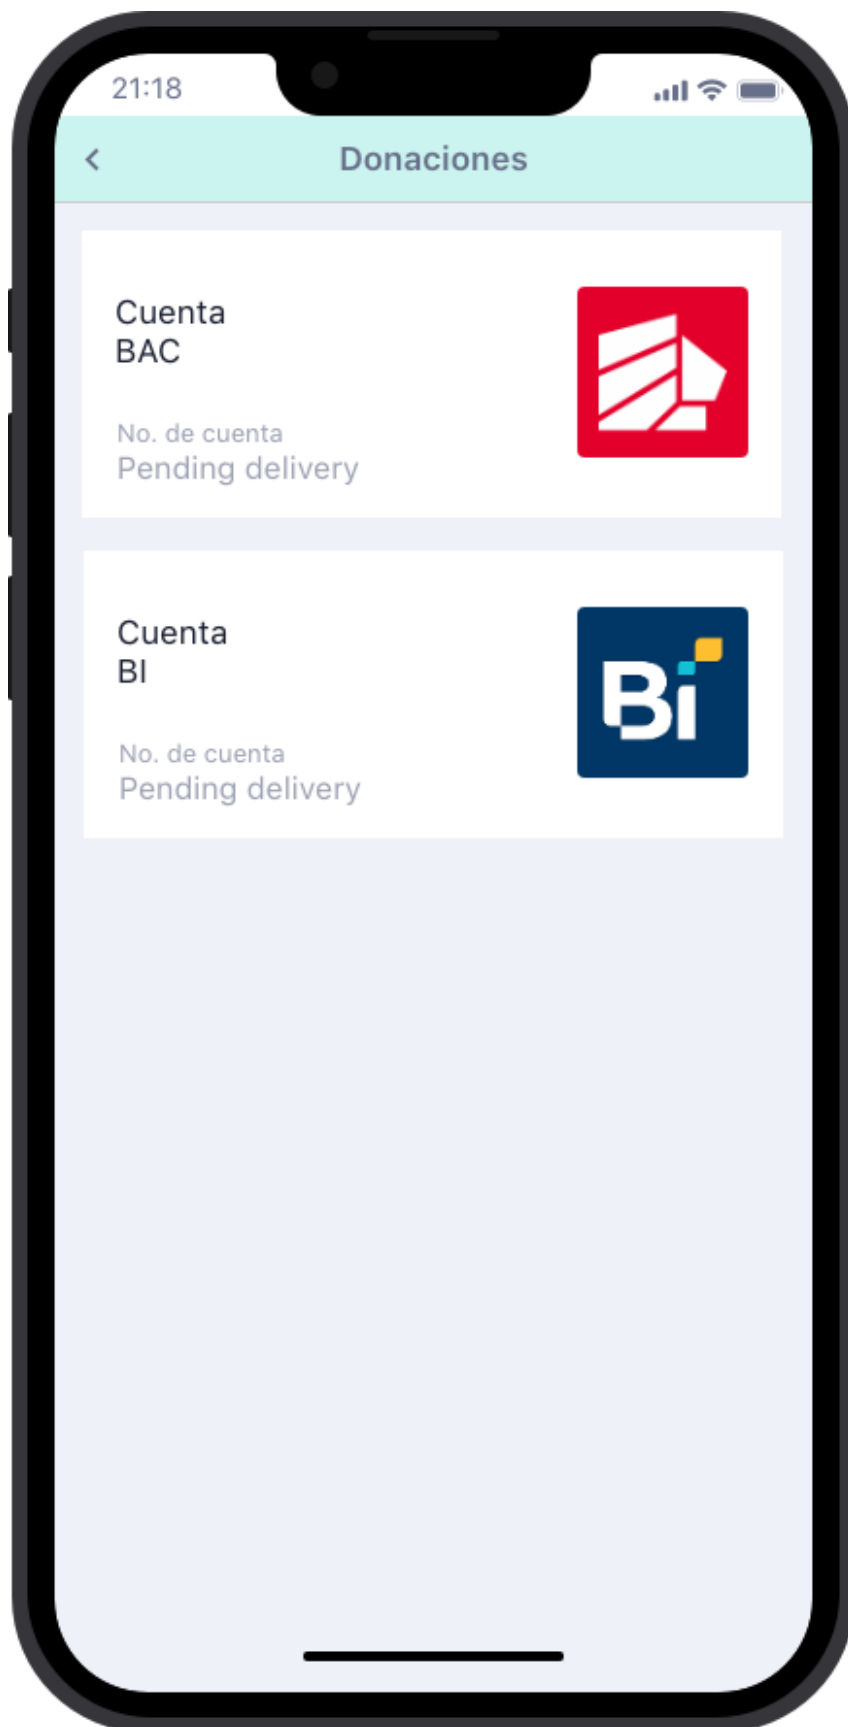 21:18
Donaciones
Cuenta
BAC
No. de cuenta
Pending delivery
Cuenta
BI
Bi
No. de cuenta
Pending delivery